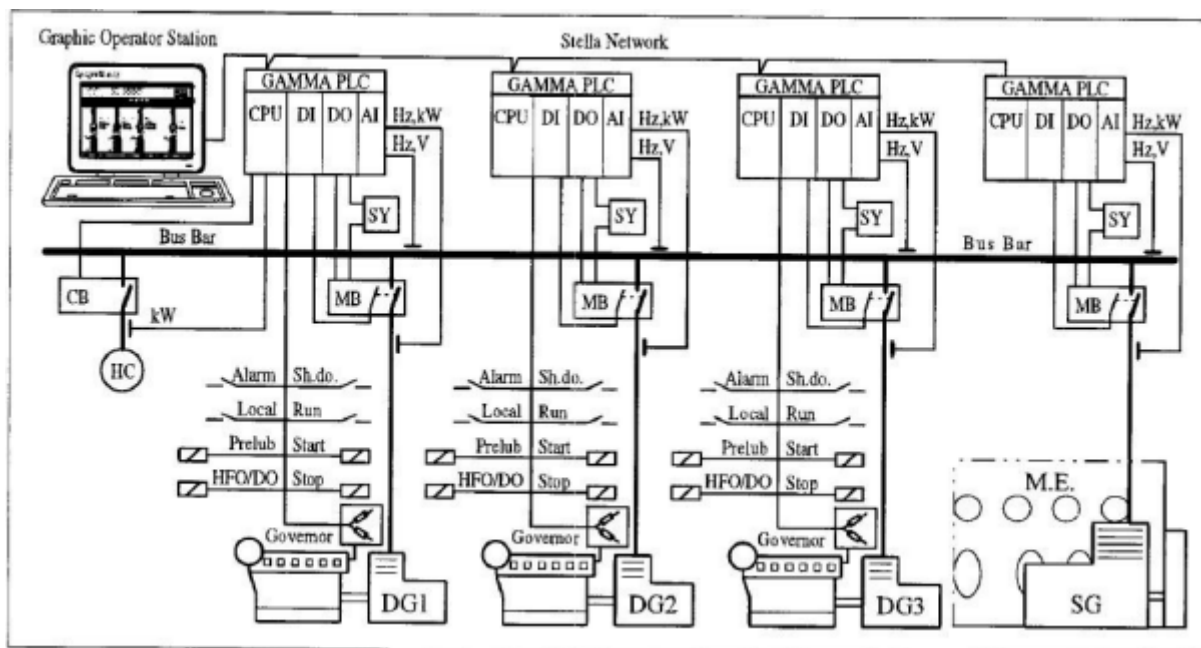 Graphic Operator Station
Stella Network
GAMMA PLC
CPU DI DO AI
Hz,kW
Hz,V
SY
GAMMA PLC
CPU DI DO AI
Hz,kW
Hz,V
SY
GAMMA PLC
CPU DI DO AI
Hz,kW
Hz,V
SY
GAMMA PLC
CPU DI DO AI
Hz,kW
Hz,V
SY
Bus Bar
Bus Bar
CB
kW
HC
MB
MB
MB
MB
Alarm Sh.do.
Local Run
Prelub Start
HFO/DO Stop
Governor
DG1
Alarm Sh.do.
Local Run
Prelub Start
HFO/DO Stop
Governor
DG2
Alarm Sh.do.
Local Run
Prelub Start
HFO/DO Stop
Governor
DG3
M.E.
SG